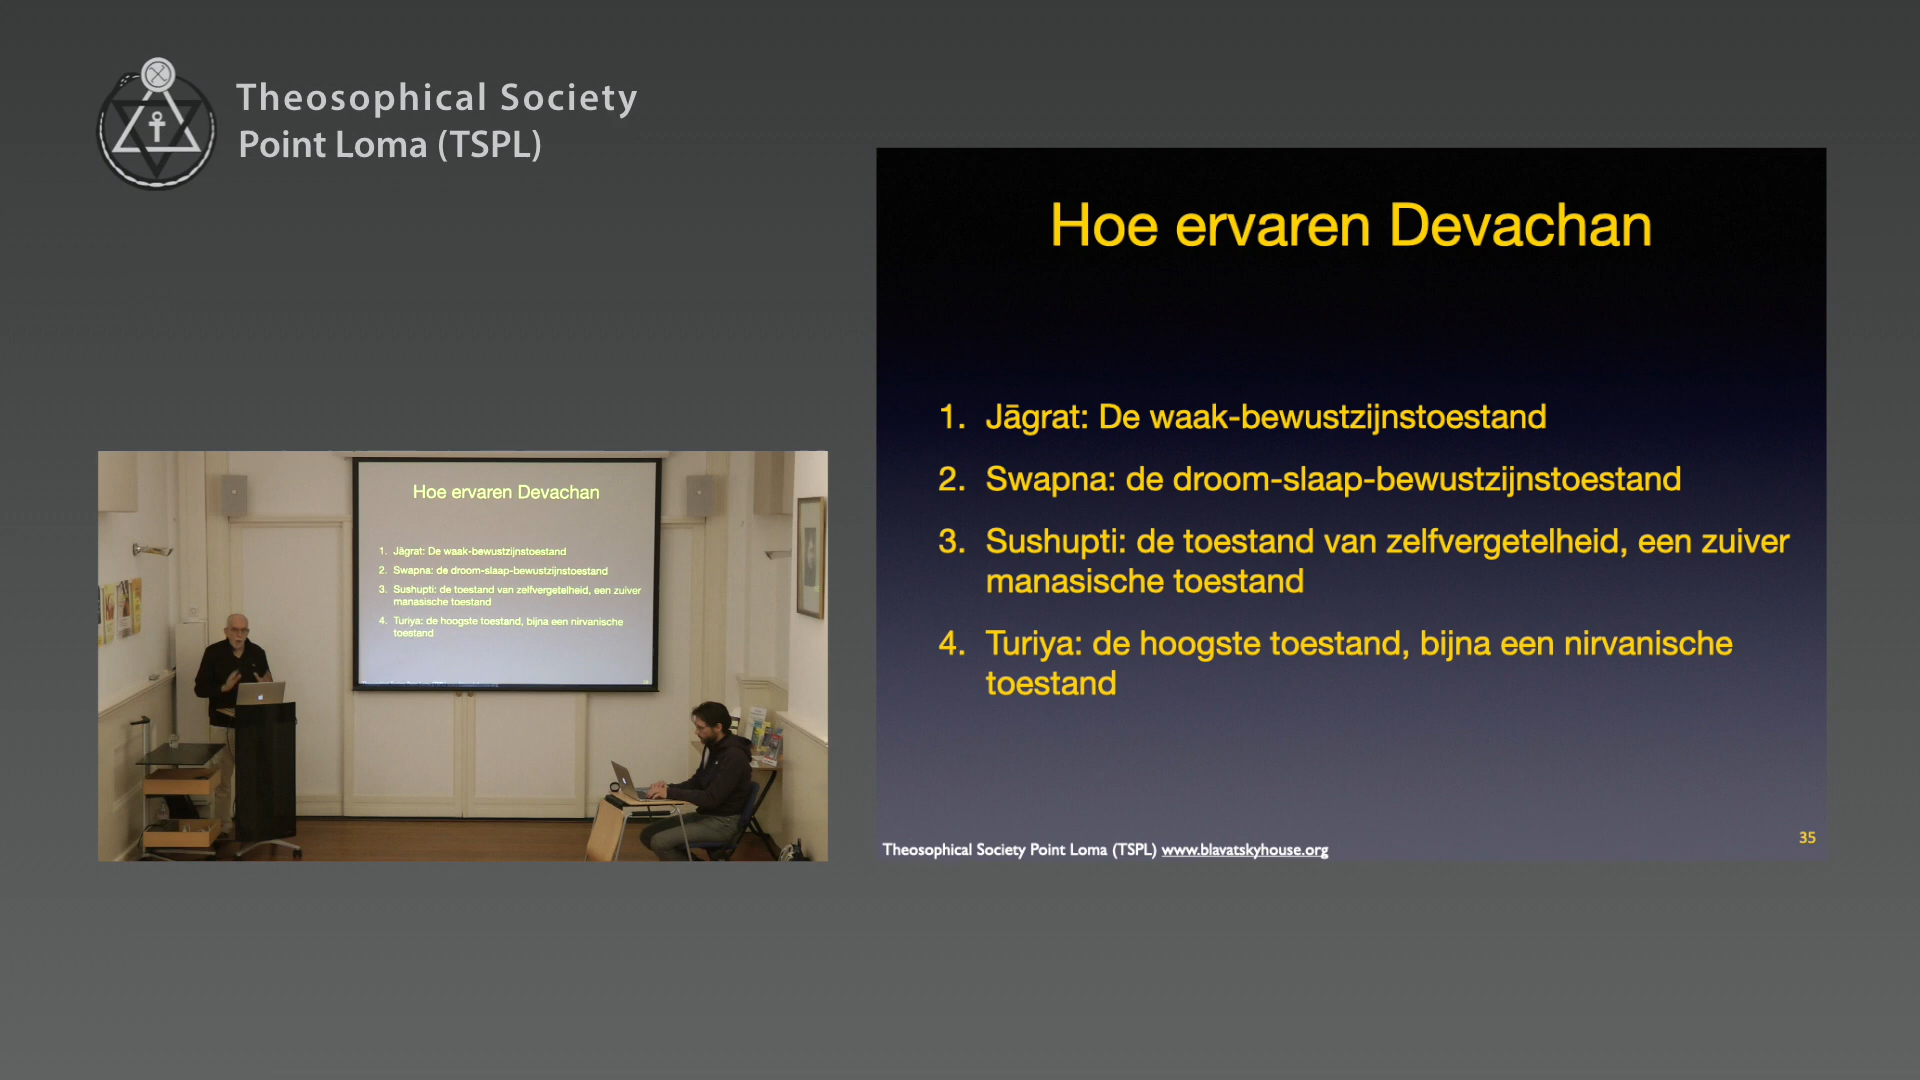 Theosophical Society
Point Loma (TSPL)
Hoe ervaren Devachan
1. Jāgrat: De waak-bewustzijnstoestand
2. Swapna: de droom-slaap-bewustzijnstoestand
3. Sushupti: de toestand van zelfvergetelheid, een zuiver
manasische toestand
4. Turiya: de hoogste toestand, bijna een nirvanische
toestand
Theosophical Society Point Loma (TSPL) www.blavatskyhouse.org
35
Hoe ervaren Devachan
1. Jāgrat: De waak-bewustzijnstoestand
2. Swapna: de droom-slaap-bewustzijnstoestand
3. Sushupti: de toestand van zelfvergetelheid, een zuiver
manasische toestand
4. Turiya: de hoogste toestand, bijna een nirvanische
toestand